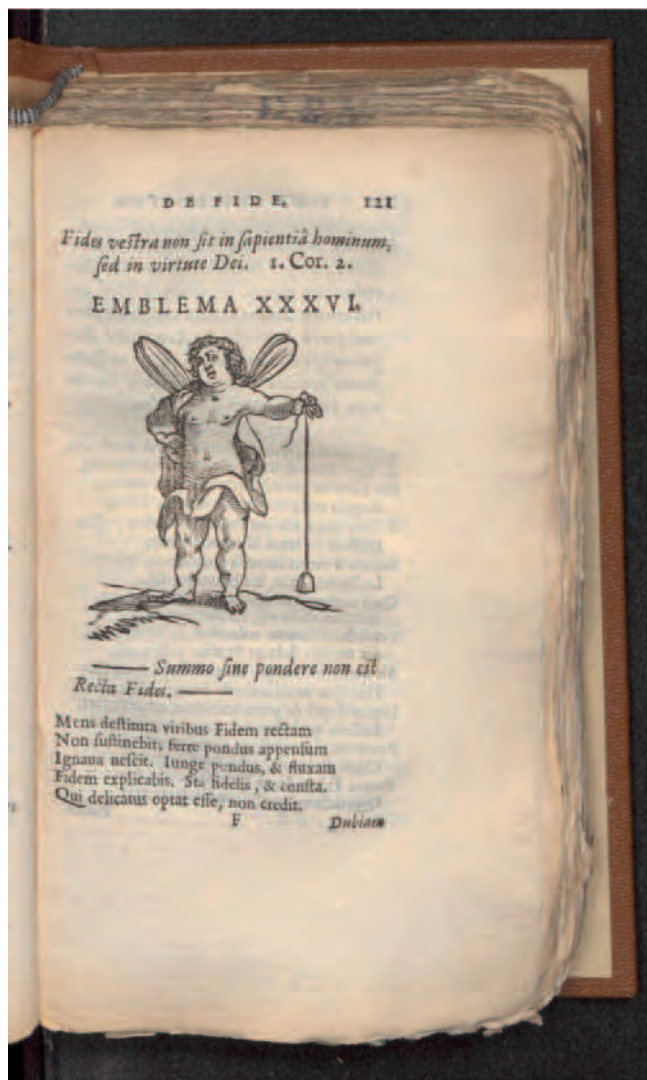 DE FIDE. 121
Fides vestra non sit in sapientiâ hominum,
sed in virtute Dei. 1. Cor. 2.
EMBLEMA XXXVI.
—— Summo sine pondere non est
Recta Fides. ——
Mens destituta viribus Fidem rectam
Non sustinebit, ferre pondus appensum
Ignaua nescit. Iunge pondus, & fluxam
Fidem explicabis. Sta fidelis, & consta.
Qui delicatus optat esse, non credit.
F Dubiam